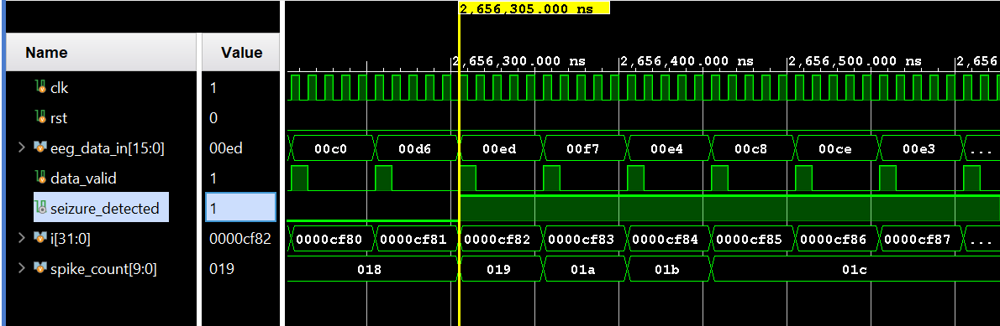 2,656,305.000 ns
Name Value 2,656,300.000 ns 2,656,400.000 ns 2,656,500.000 ns 2,656
clk 1
rst 0
eeg_data_in[15:0] 00ed 00c0 00d6 00ed 00f7 00e4 00c8 00ce 00e3 ...
data_valid 1
seizure_detected 1
i[31:0] 0000cf82 0000cf80 0000cf81 0000cf82 0000cf83 0000cf84 0000cf85 0000cf86 0000cf87 ...
spike_count[9:0] 019 018 019 01a 01b 01c